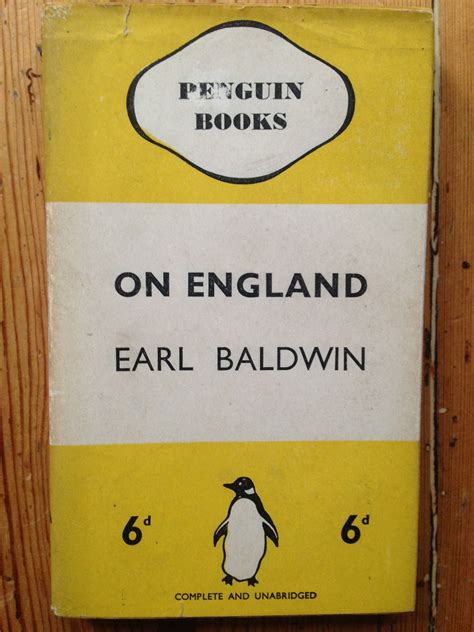 PENGUIN
BOOKS
ON ENGLAND
EARL BALDWIN
6d 6d
COMPLETE AND UNABRIDGED